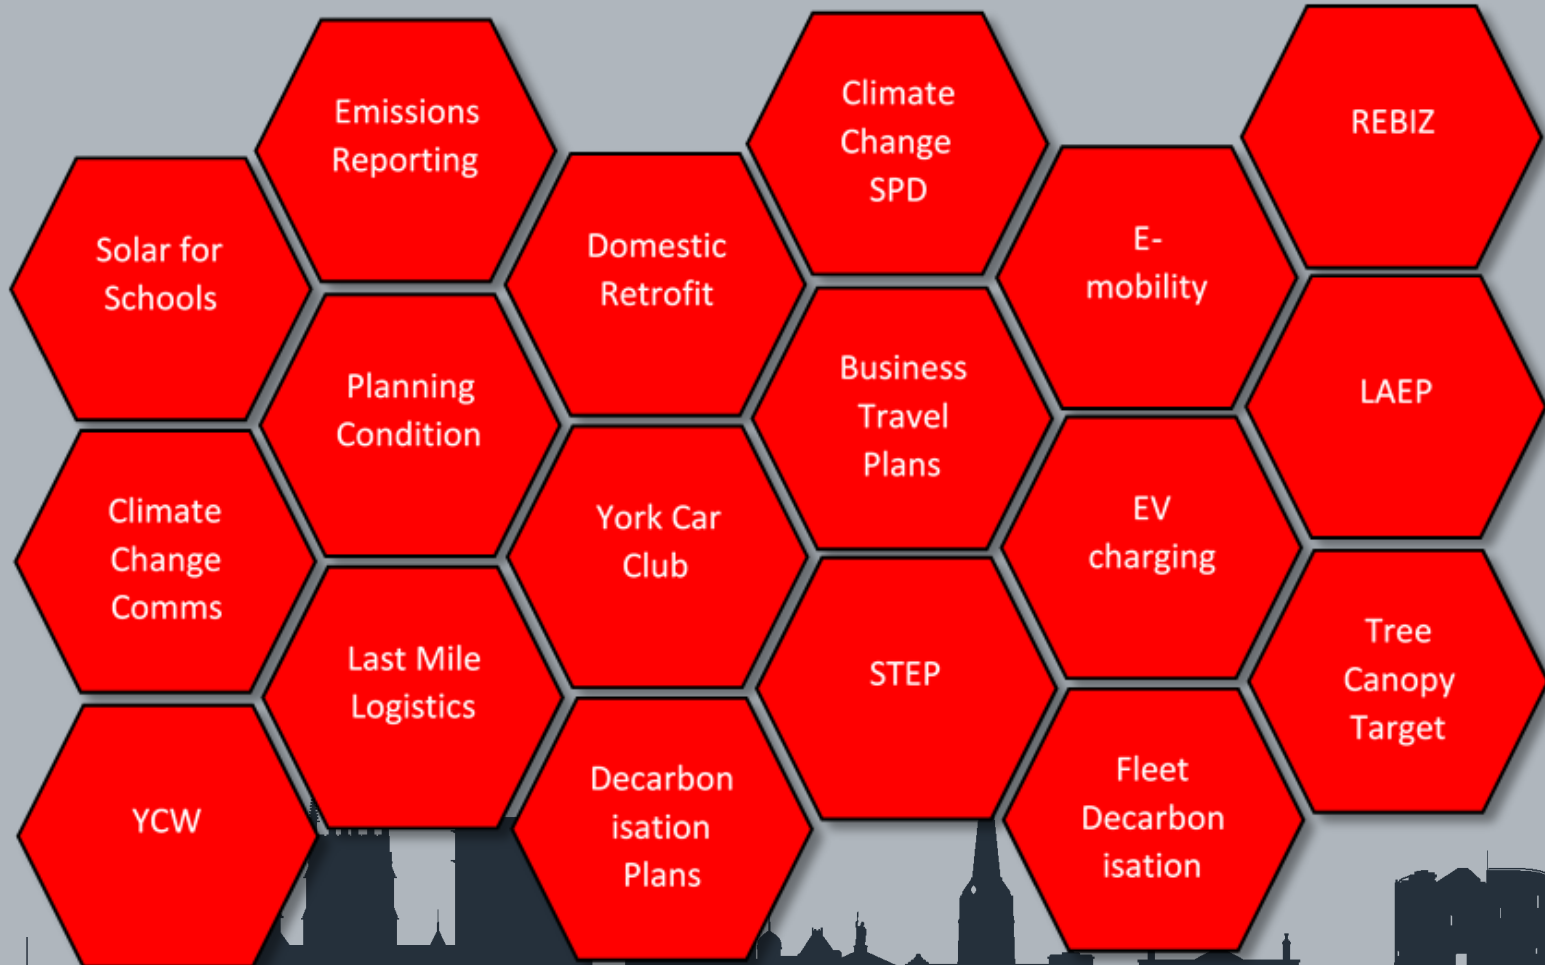 Solar for
Schools
Climate
Change
Comms
YCW
Emissions
Reporting
Planning
Condition
Last Mile
Logistics
Domestic
Retrofit
York Car
Club
Decarbon
isation
Plans
Climate
Change
SPD
Business
Travel
Plans
STEP
E-
mobility
EV
charging
Fleet
Decarbon
isation
REBIZ
LAEP
Tree
Canopy
Target